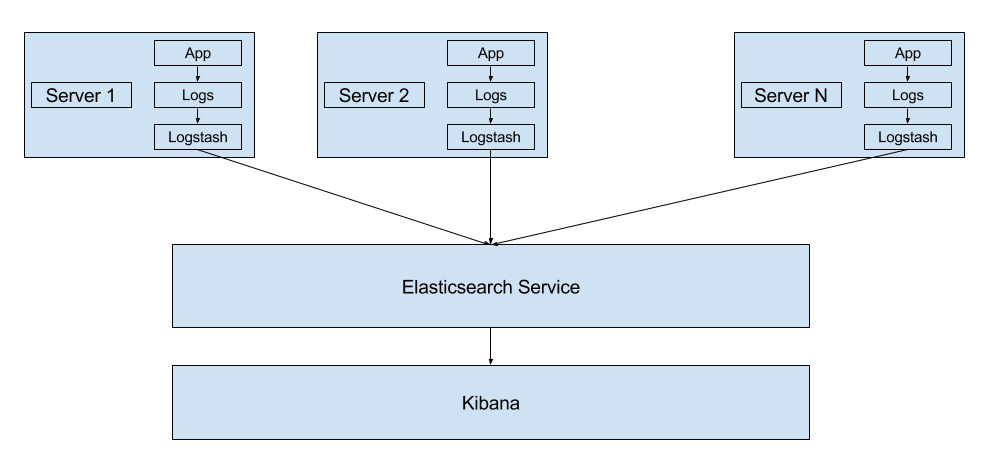 App
Server 1
Logs
Logstash
App
Server 2
Logs
Logstash
App
Server N
Logs
Logstash
Elasticsearch Service
Kibana